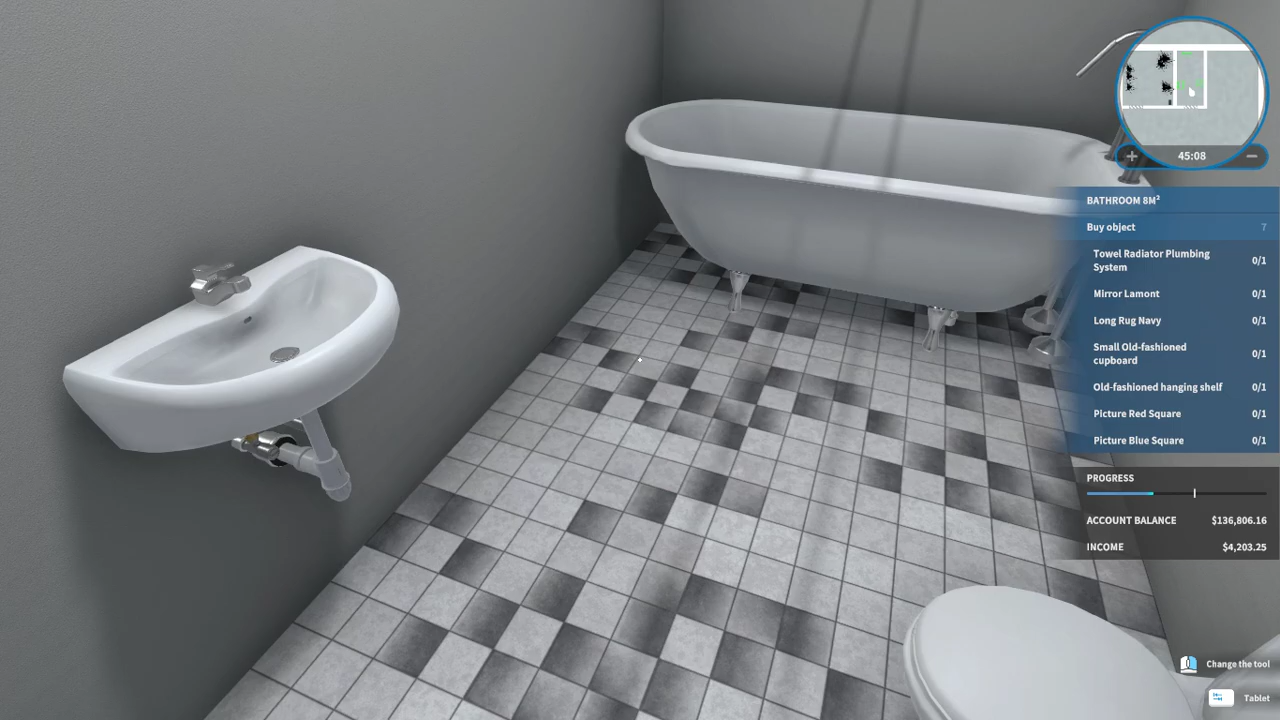 45:08
BATHROOM 8M²
Buy object 7
Towel Radiator Plumbing
System 0/1
Mirror Lamont 0/1
Long Rug Navy 0/1
Small Old-fashioned
cupboard 0/1
Old-fashioned hanging shelf 0/1
Picture Red Square 0/1
Picture Blue Square 0/1
PROGRESS
ACCOUNT BALANCE $136,806.16
INCOME $4,203.25
Change the tool
Tablet